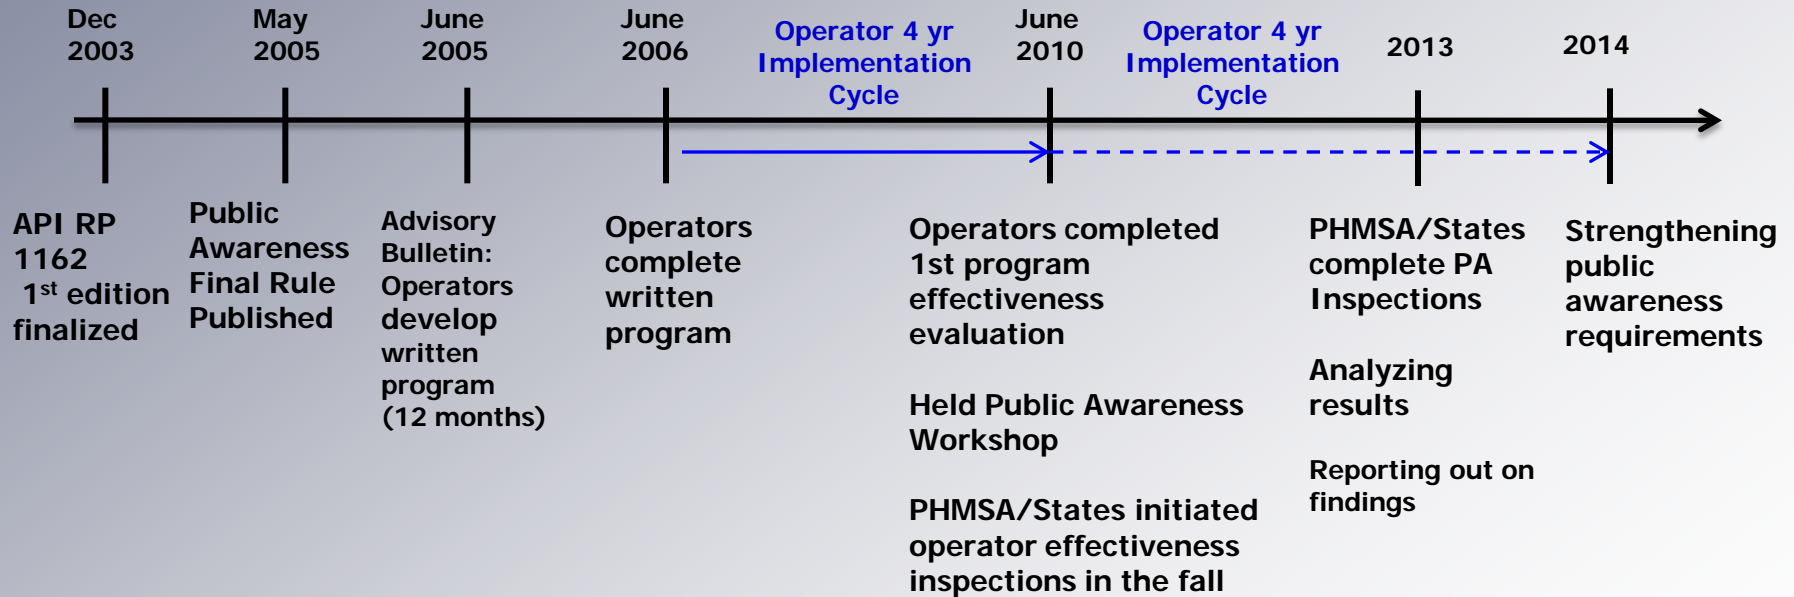 Dec
2003
May
2005
June
2005
June
2006
Operator 4 yr
Implementation
Cycle
June
2010
Operator 4 yr
Implementation
Cycle
2013
2014
API RP
1162
1st edition
finalized
Public
Awareness
Final Rule
Published
Advisory
Bulletin:
Operators
develop
written
program
(12 months)
Operators
complete
written
program
Operators completed
1st program
effectiveness
evaluation
Held Public Awareness
Workshop
PHMSA/States initiated
operator effectiveness
inspections in the fall
PHMSA/States
complete PA
Inspections
Analyzing
results
Reporting out on
findings
Strengthening
public
awareness
requirements